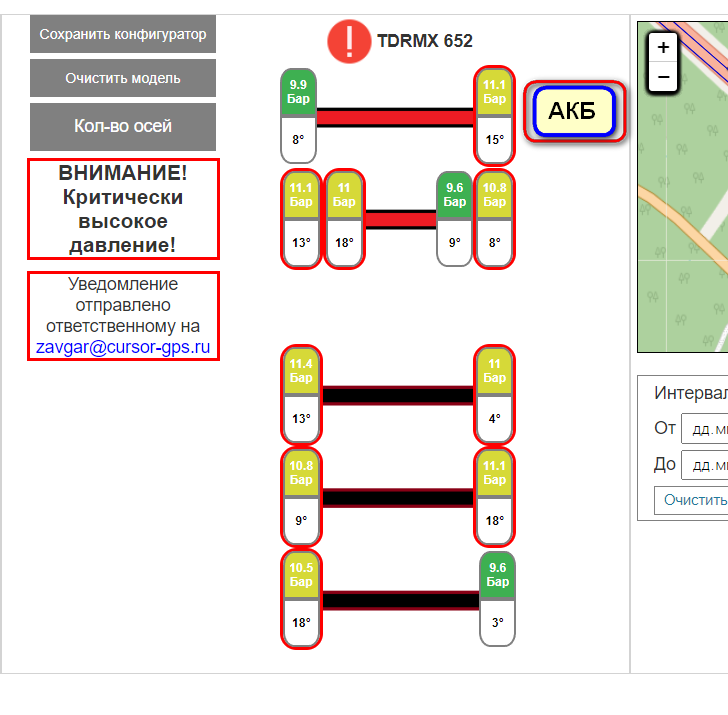 Сохранить конфигуратор
Очистить модель
Кол-во осей
ВНИМАНИЕ!
Критически
высокое
давление!
Уведомление
отправлено
ответственному на
zavgar@cursor-gps.ru
TDRMX 652
9.9
Бар
8°
11.1
Бар
15°
АКБ
11.1
Бар
13°
11
Бар
18°
9.6
Бар
9°
10.8
Бар
8°
11.4
Бар
13°
11
Бар
4°
10.8
Бар
9°
11.1
Бар
18°
10.5
Бар
18°
9.6
Бар
3°
+
−
Интервал
От дд.м
До дд.м
Очистить